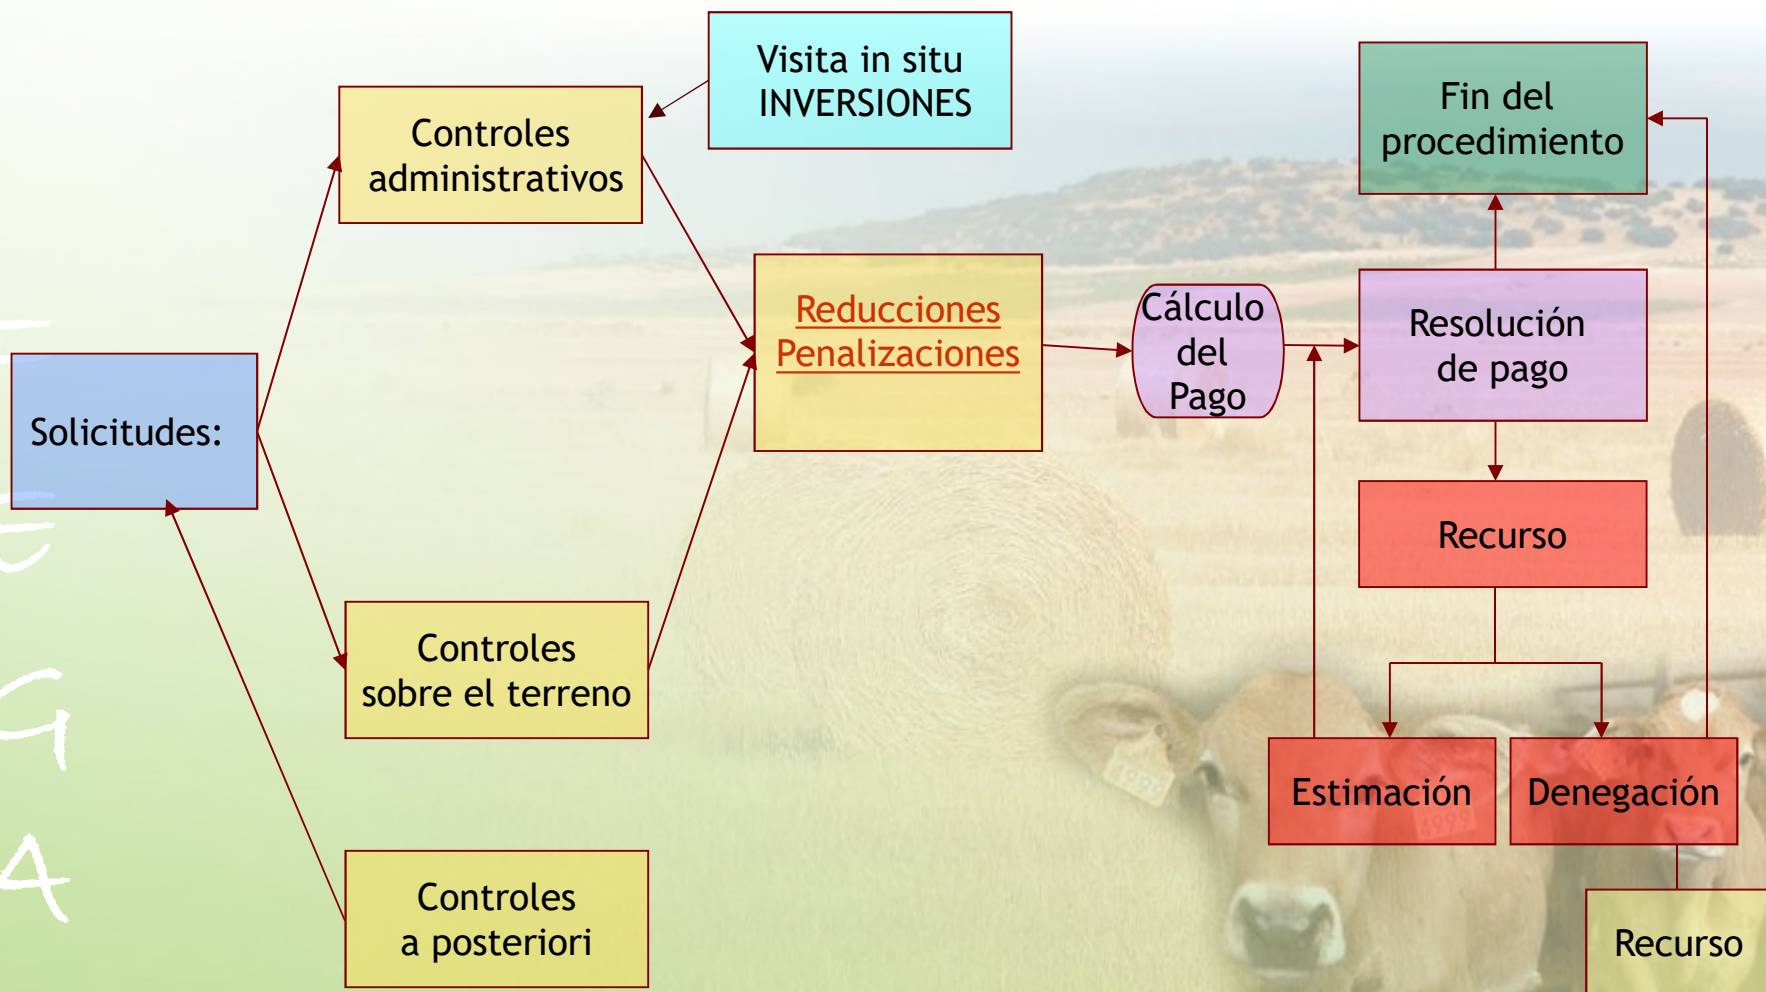 Visita in situ
INVERSIONES
Controles
administrativos
Fin del
procedimiento
Reducciones
Penalizaciones
Cálculo
del
Pago
Resolución
de pago
Solicitudes:
Recurso
Controles
sobre el terreno
Estimación
Denegación
Controles
a posteriori
Recurso